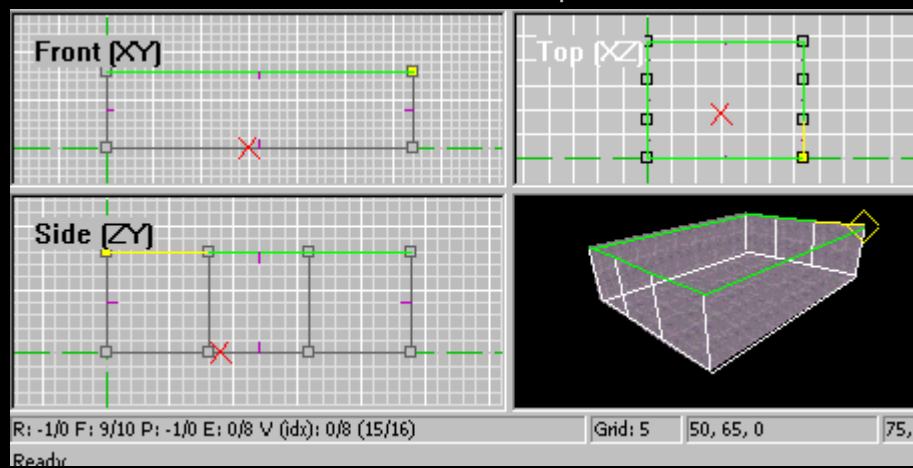 Front (XY)
Top (XZ)
Side (ZY)
R: -1/0 F: 9/10 P: -1/0 E: 0/8 V (idx): 0/8 (15/16)
Grid: 5
50, 65, 0
75,
Ready